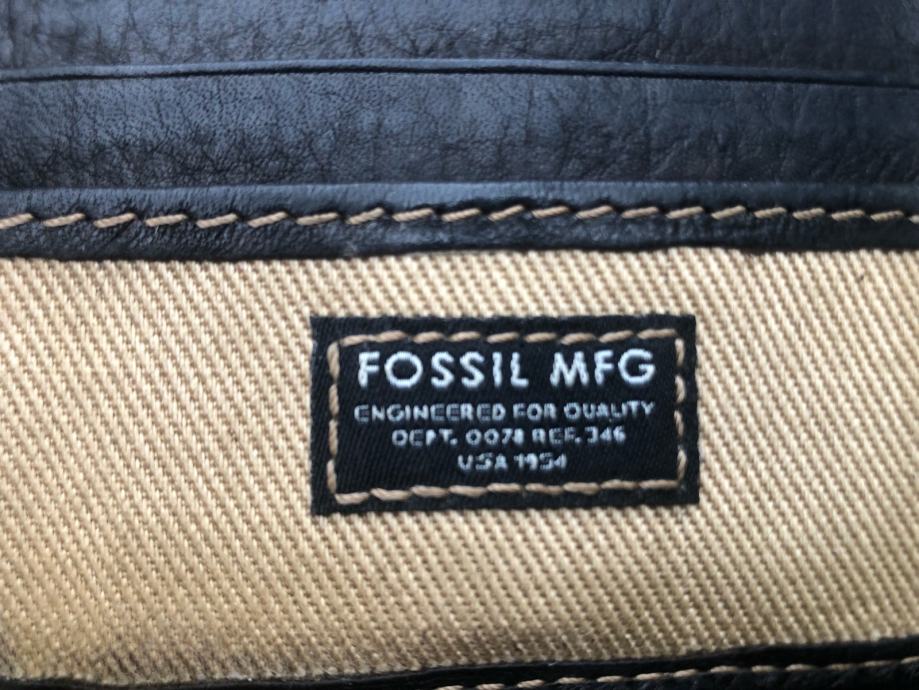 FOSSIL MFG
ENGINEERED FOR QUALITY
DEPT. 0078 REF. 346
USA 1954